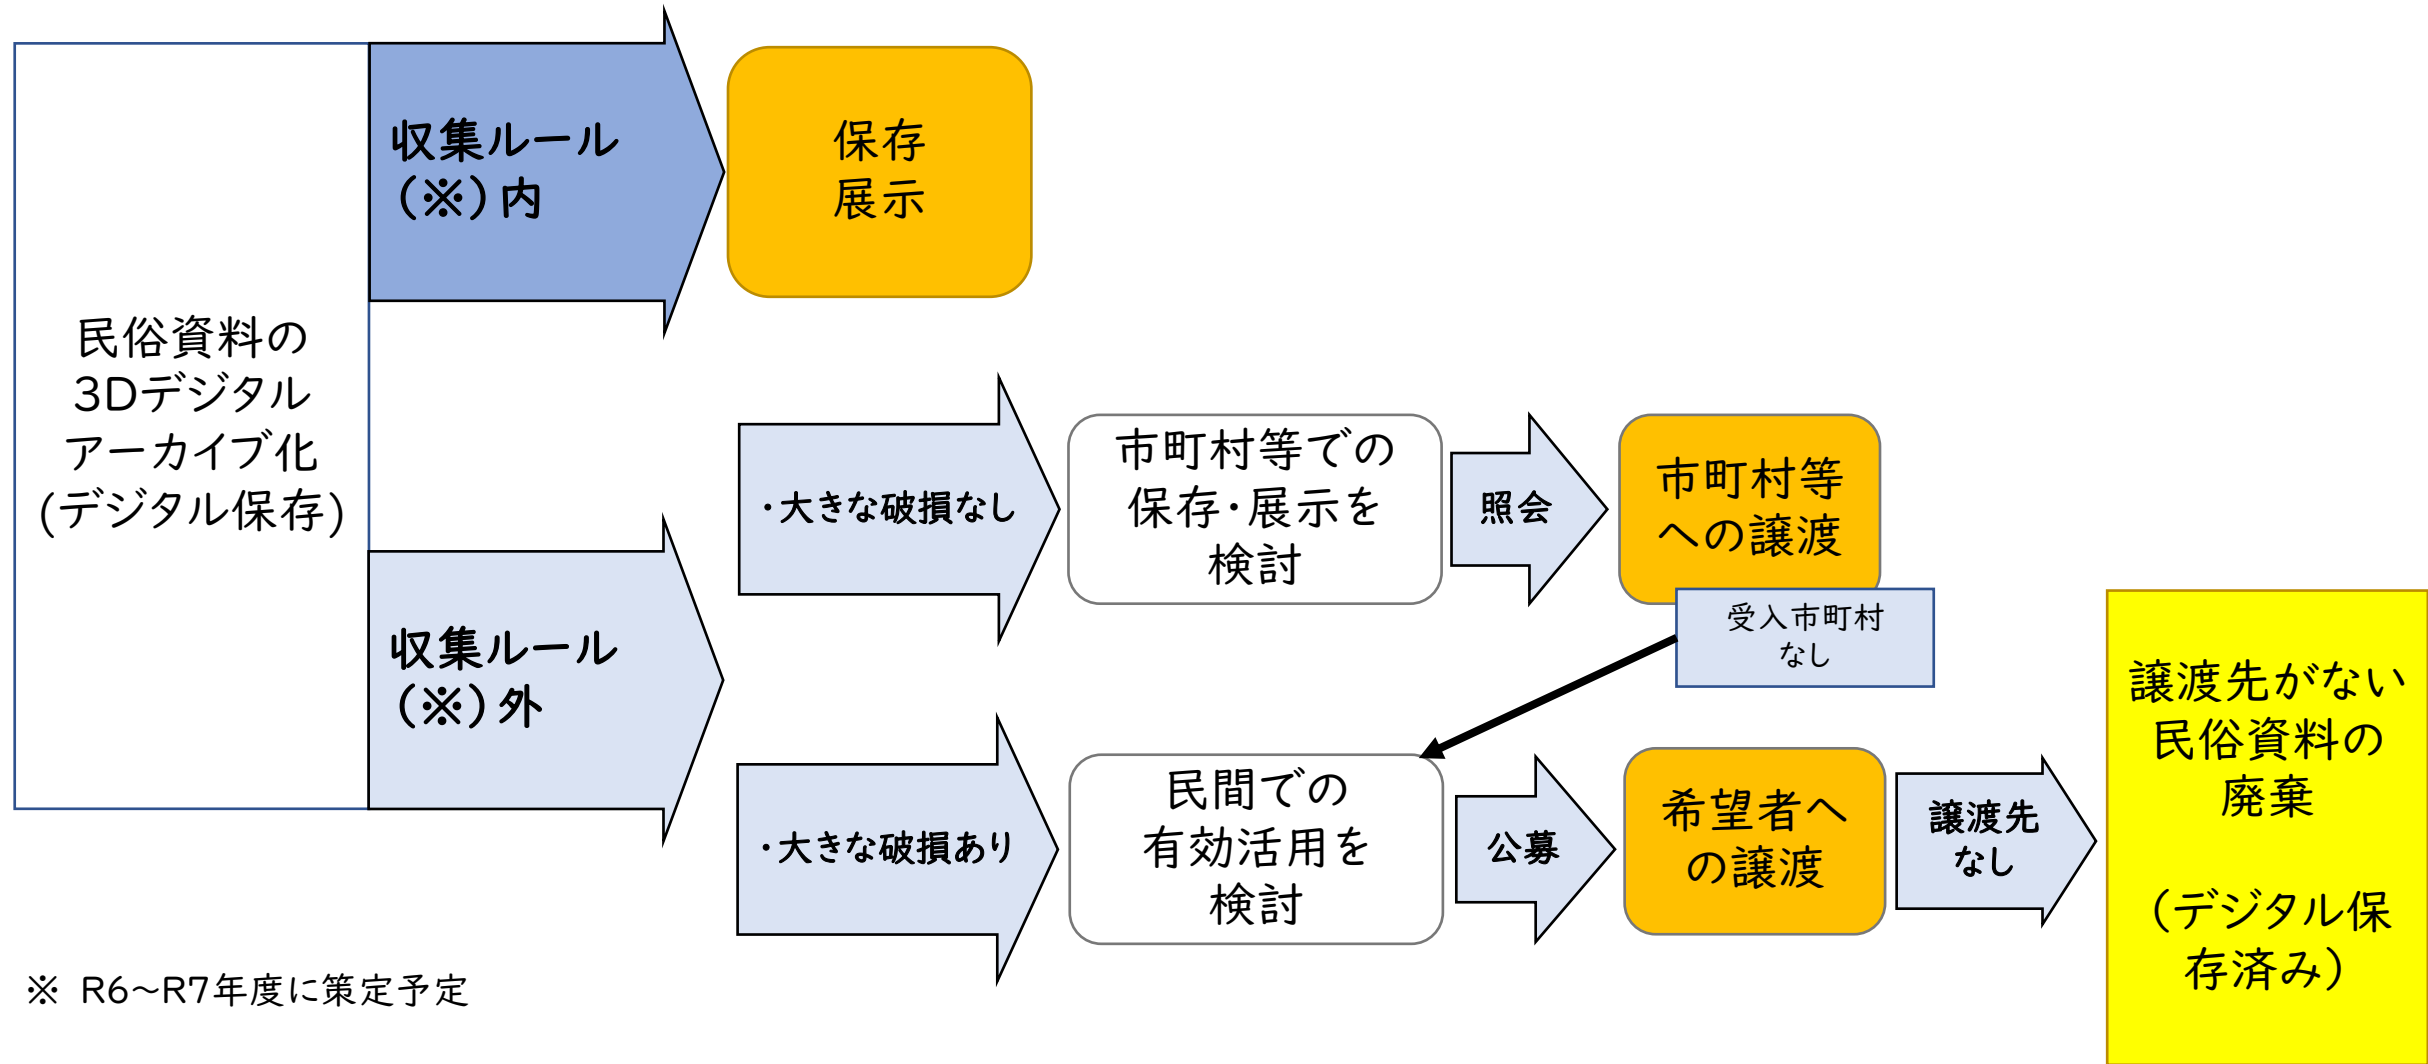 民俗資料の
3Dデジタル
アーカイブ化
(デジタル保存)
収集ルール
(※)内
保存
展示
収集ルール
(※)外
・大きな破損なし
市町村等での
保存・展示を
検討
照会
市町村等
への譲渡
受入市町村
なし
・大きな破損あり
民間での
有効活用を
検討
公募
希望者へ
の譲渡
譲渡先
なし
譲渡先がない
民俗資料の
廃棄
(デジタル保
存済み)
※ R6～R7年度に策定予定